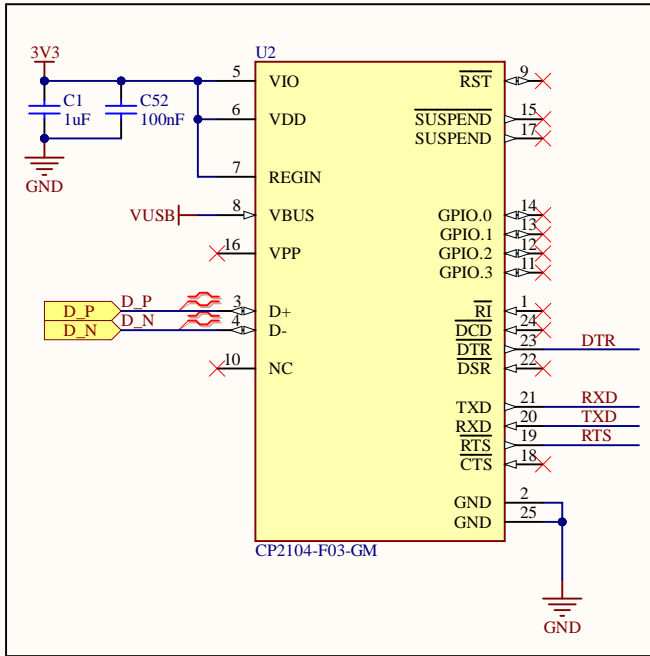 3V3
C1
1uF
C52
100nF
GND
VUSB
D_P D_P
D_N D_N
U2
5 VIO
6 VDD
7 REGIN
8 VBUS
16 VPP
3 D+
4 D-
10 NC
RST 9
SUSPEND 15
SUSPEND 17
GPIO.0 14
GPIO.1 13
GPIO.2 12
GPIO.3 11
RI 1
DCD 24
DTR 23 DTR
DSR 22
TXD 21 RXD
RXD 20 TXD
RTS 19 RTS
CTS 18
GND 2
GND 25
CP2104-F03-GM
GND